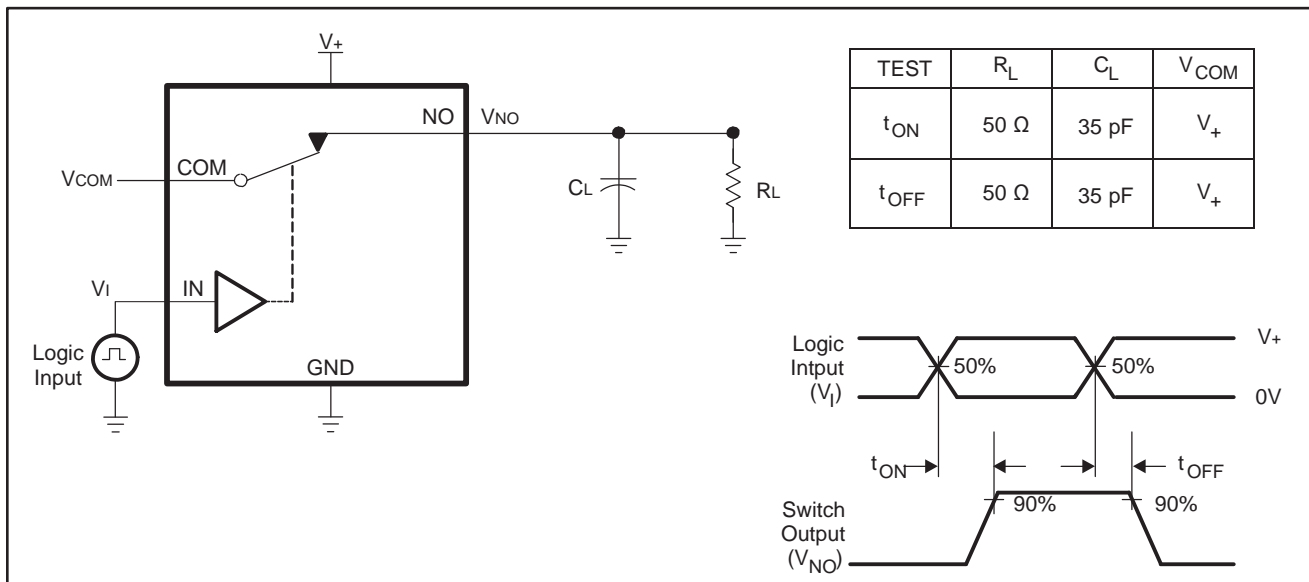 V+
NO
VNO
COM
VCOM
CL
RL
VI
IN
Logic
Input
GND
TEST RL CL VCOM
tON 50 Ω 35 pF V+
tOFF 50 Ω 35 pF V+
Logic
Intput
(VI)
50%
50%
V+
0V
tON
tOFF
Switch
Output
(VNO)
90%
90%